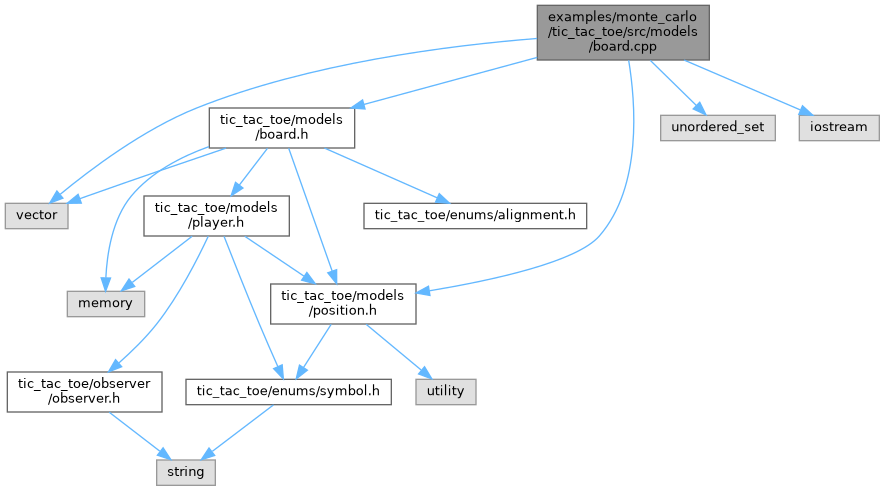 examples/monte_carlo
/tic_tac_toe/src/models
/board.cpp
tic_tac_toe/models
/board.h
unordered_set
iostream
vector
tic_tac_toe/models
/player.h
tic_tac_toe/enums/alignment.h
memory
tic_tac_toe/models
/position.h
tic_tac_toe/observer
/observer.h
tic_tac_toe/enums/symbol.h
utility
string